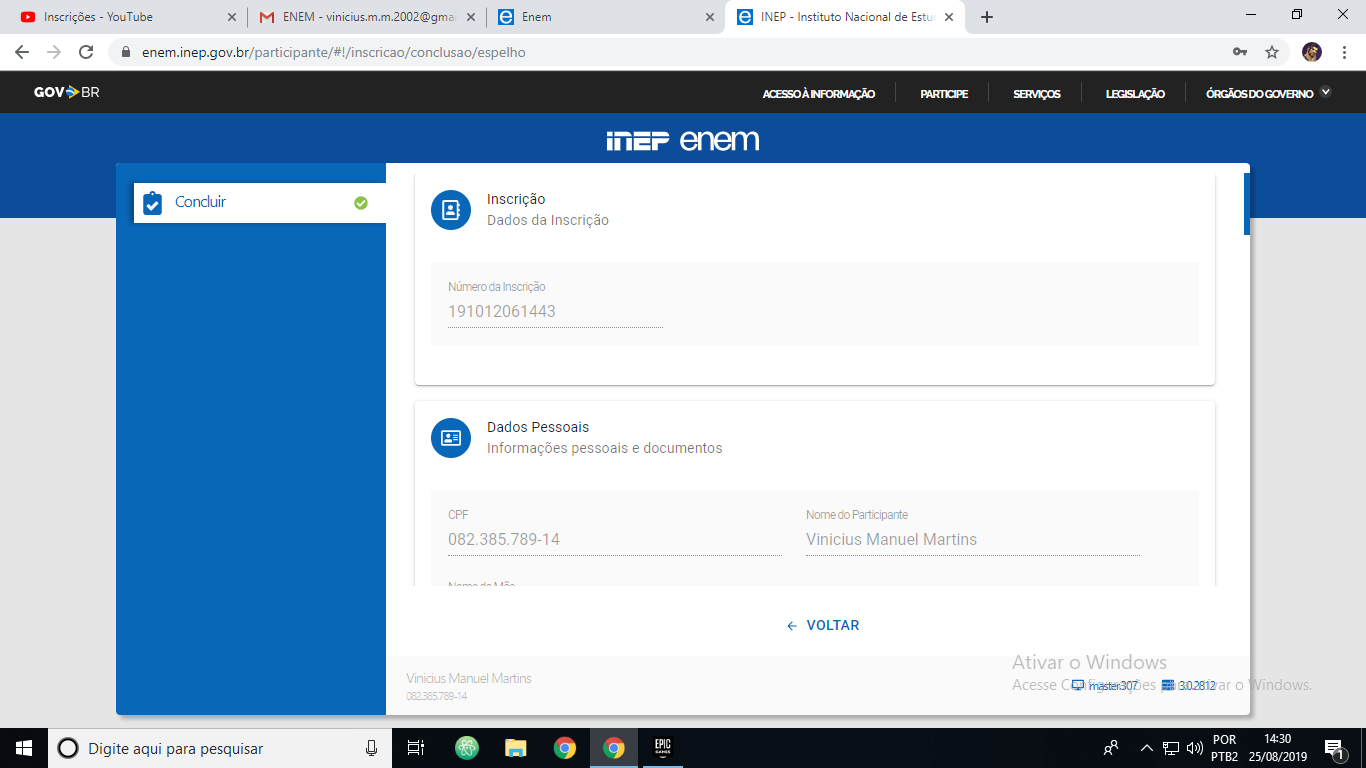 Inscrições - YouTube
ENEM - vinicius.m.m.2002@gma
Enem
INEP - Instituto Nacional de Estu
enem.inep.gov.br/participante/#!/inscricao/conclusao/espelho
GOV BR
ACESSO À INFORMAÇÃO
PARTICIPE
SERVIÇOS
LEGISLAÇÃO
ÓRGÃOS DO GOVERNO
inep enem
Concluir
Inscrição
Dados da Inscrição
Número da Inscrição
191012061443
Dados Pessoais
Informações pessoais e documentos
CPF
Nome do Participante
082.385.789-14
Vinicius Manuel Martins
Nome da Mãe
VOLTAR
Vinicius Manuel Martins
082.385.789-14
Ativar o Windows
Acesse Configurações para ativar o Windows.
master307
3.0.2812
Digite aqui para pesquisar
EPIC
GAMES
POR
PTB2
14:30
25/08/2019
1